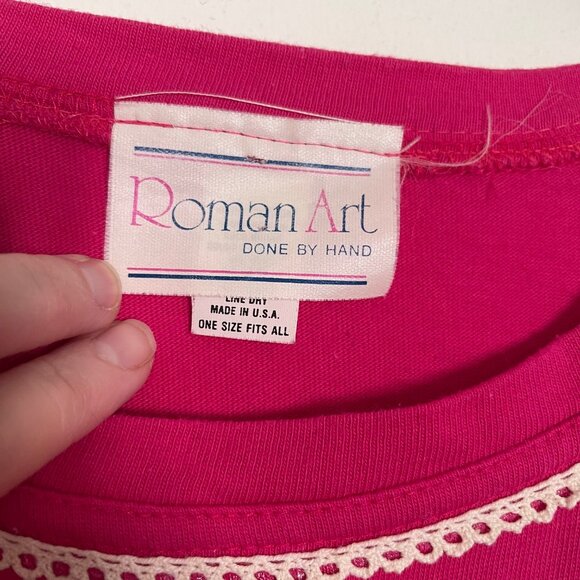 Roman Art
DONE BY HAND
LINE DRY
MADE IN U.S.A.
ONE SIZE FITS ALL